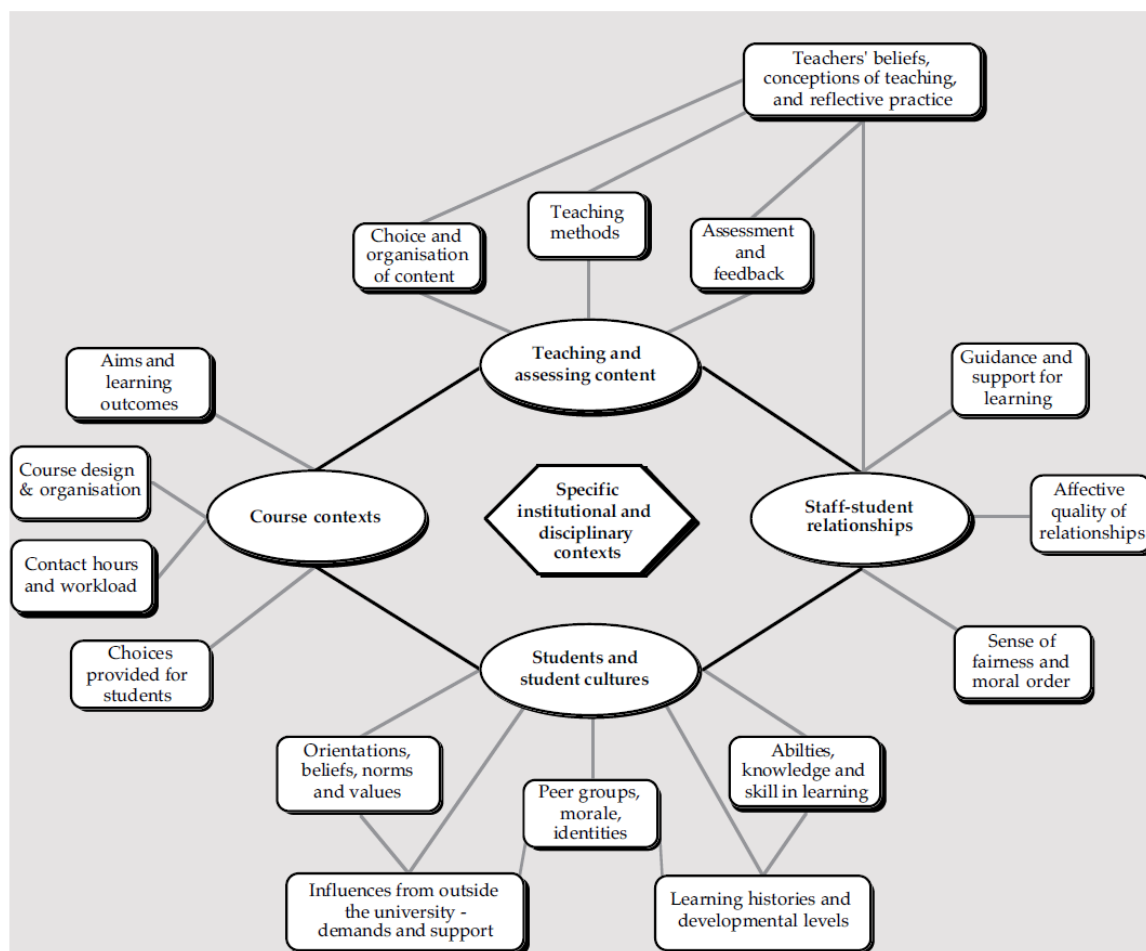 Teachers' beliefs,
conceptions of teaching,
and reflective practice
Teaching
methods
Choice and
organisation
of content
Assessment
and
feedback
Teaching and
assessing content
Aims and
learning
outcomes
Guidance and
support for
learning
Course design
& organisation
Course contexts
Specific
institutional and
disciplinary
contexts
Staff-student
relationships
Affective
quality of
relationships
Contact hours
and workload
Choices
provided for
students
Students and
student cultures
Sense of
fairness and
moral order
Orientations,
beliefs, norms
and values
Peer groups,
morale,
identities
Abilties,
knowledge and
skill in learning
Influences from outside
the university -
demands and support
Learning histories and
developmental levels